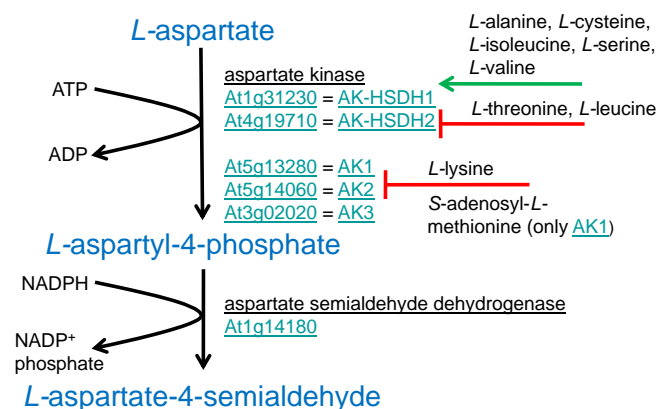 L-aspartate
L-alanine, L-cysteine,
L-isoleucine, L-serine,
L-valine
aspartate kinase
ATP
At1g31230 = AK-HSDH1
At4g19710 = AK-HSDH2
L-threonine, L-leucine
ADP
At5g13280 = AK1
At5g14060 = AK2
At3g02020 = AK3
L-lysine
S-adenosyl-L-
methionine (only AK1)
L-aspartyl-4-phosphate
NADPH
aspartate semialdehyde dehydrogenase
At1g14180
NADP⁺
phosphate
L-aspartate-4-semialdehyde